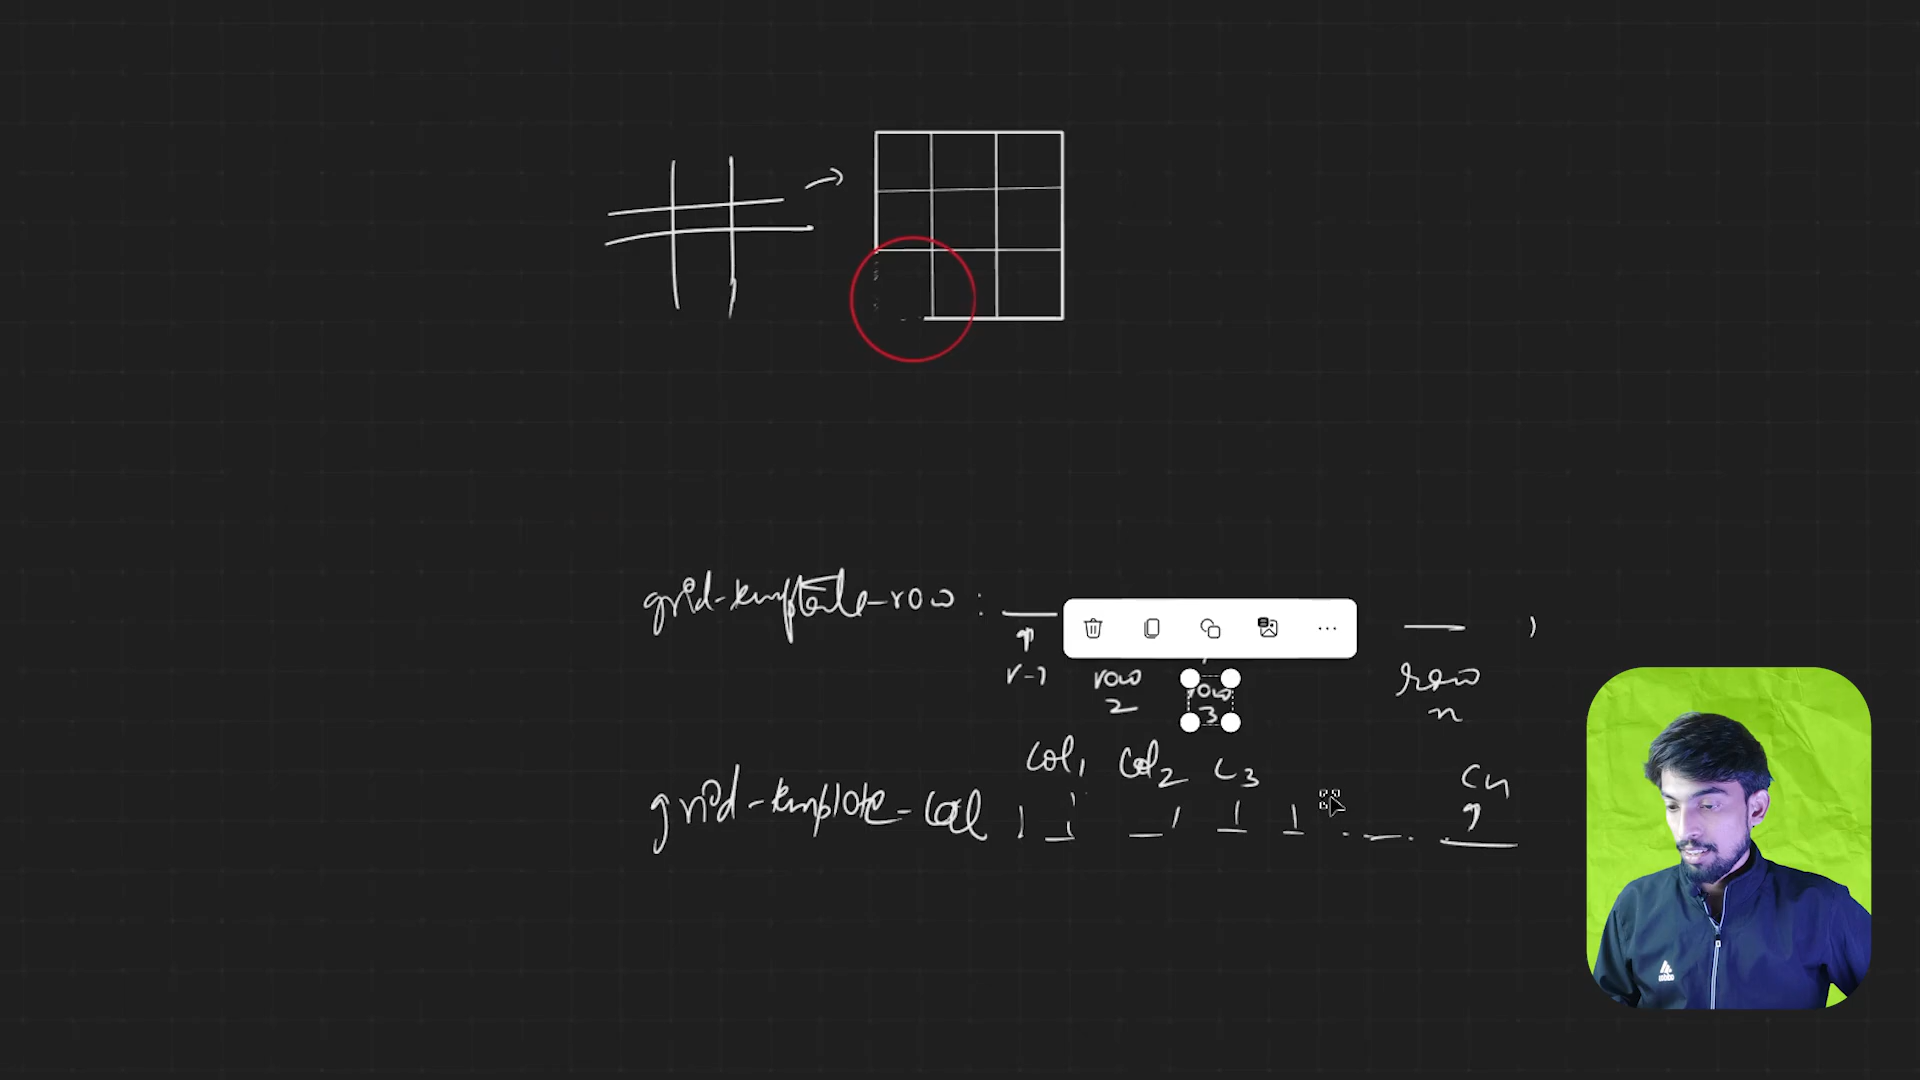 grid-template-row : ,
r-1 row row row
2 3 n
Col1 Col2 C3 Cn
grid-template-col